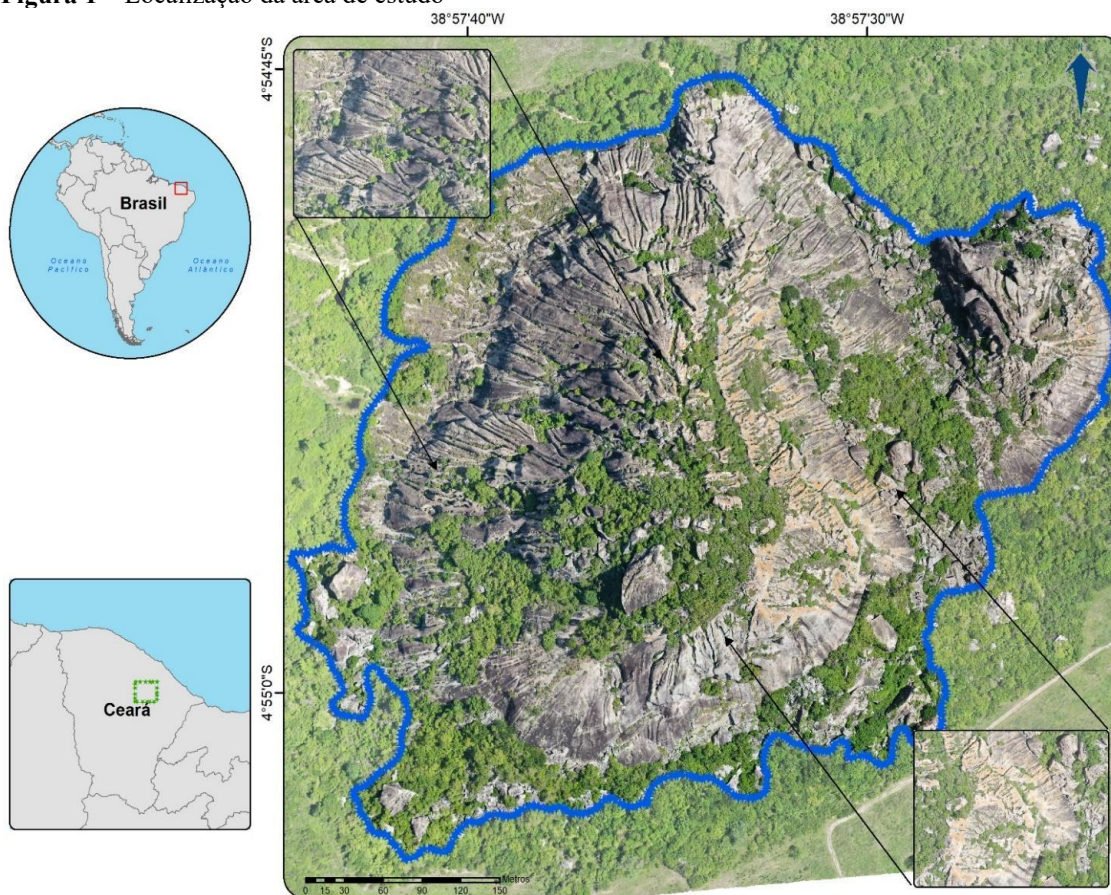 Figura 1 – Localização da área de estudo
38°57'40"W
38°57'30"W
4°54'45"S
Brasil
Oceano
Pacífico
Oceano
Atlântico
Ceará
4°55'0"S
Metros
0 15 30 60 90 120 150